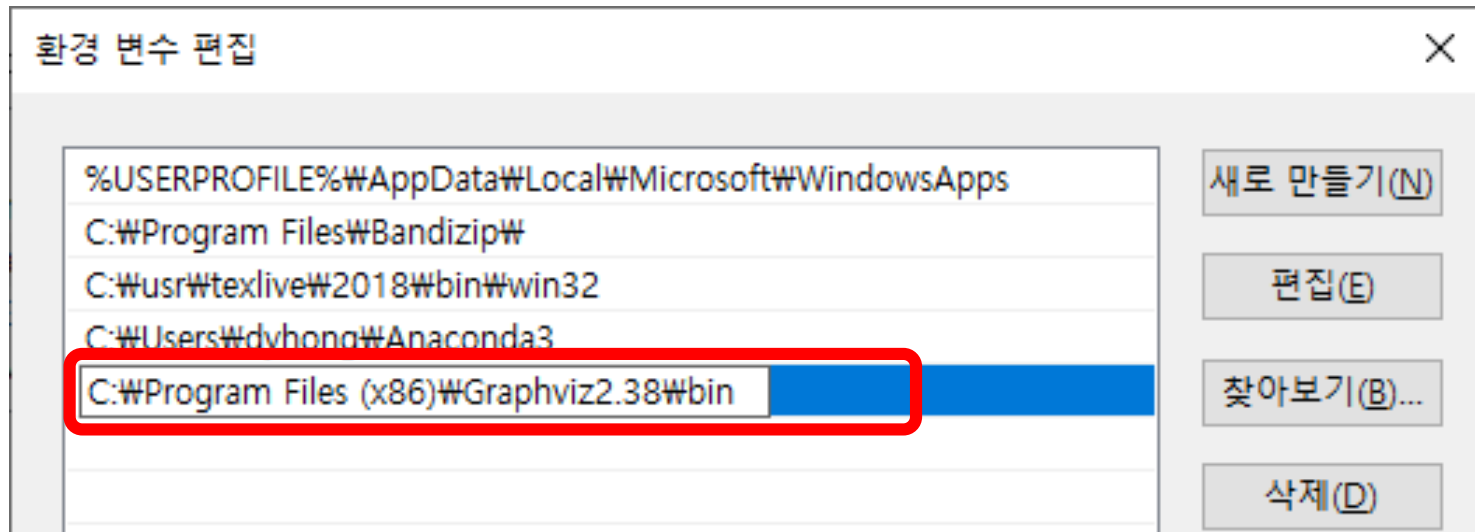 환경 변수 편집
%USERPROFILE%₩AppData₩Local₩Microsoft₩WindowsApps
C:₩Program Files₩Bandizip₩
C:₩usr₩texlive₩2018₩bin₩win32
C:₩Users₩dyhong₩Anaconda3
C:₩Program Files (x86)₩Graphviz2.38₩bin
새로 만들기(N)
편집(E)
찾아보기(B)...
삭제(D)